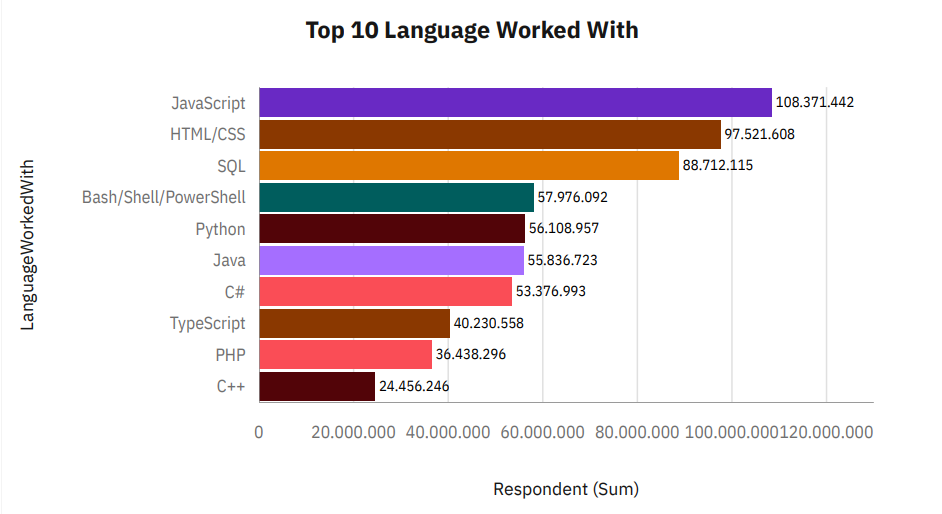 Top 10 Language Worked With
LanguageWorkedWith
JavaScript 108.371.442
HTML/CSS 97.521.608
SQL 88.712.115
Bash/Shell/PowerShell 57.976.092
Python 56.108.957
Java 55.836.723
C# 53.376.993
TypeScript 40.230.558
PHP 36.438.296
C++ 24.456.246
0 20.000.000 40.000.000 60.000.000 80.000.000 100.000.000 120.000.000
Respondent (Sum)